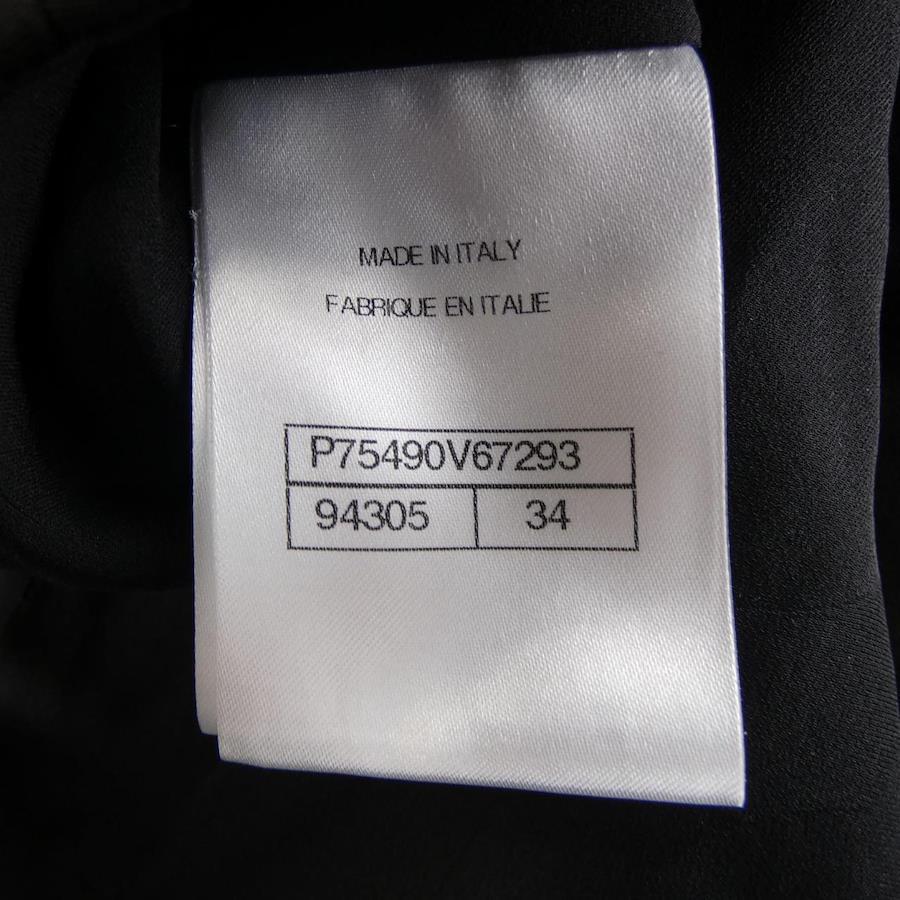 MADE IN ITALY
FABRIQUE EN ITALIE
P75490V67293
94305 34